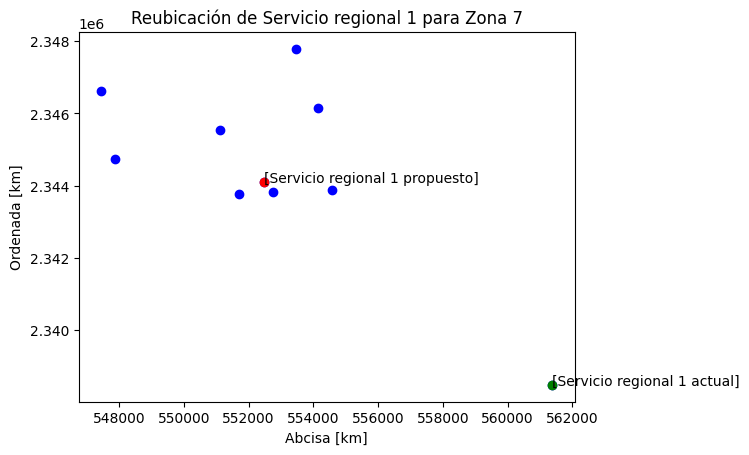 Reubicación de Servicio regional 1 para Zona 7
1e6
2.348
2.346
2.344
2.342
2.340
Ordenada [km]
[Servicio regional 1 propuesto]
[Servicio regional 1 actual]
548000 550000 552000 554000 556000 558000 560000 562000
Abcisa [km]